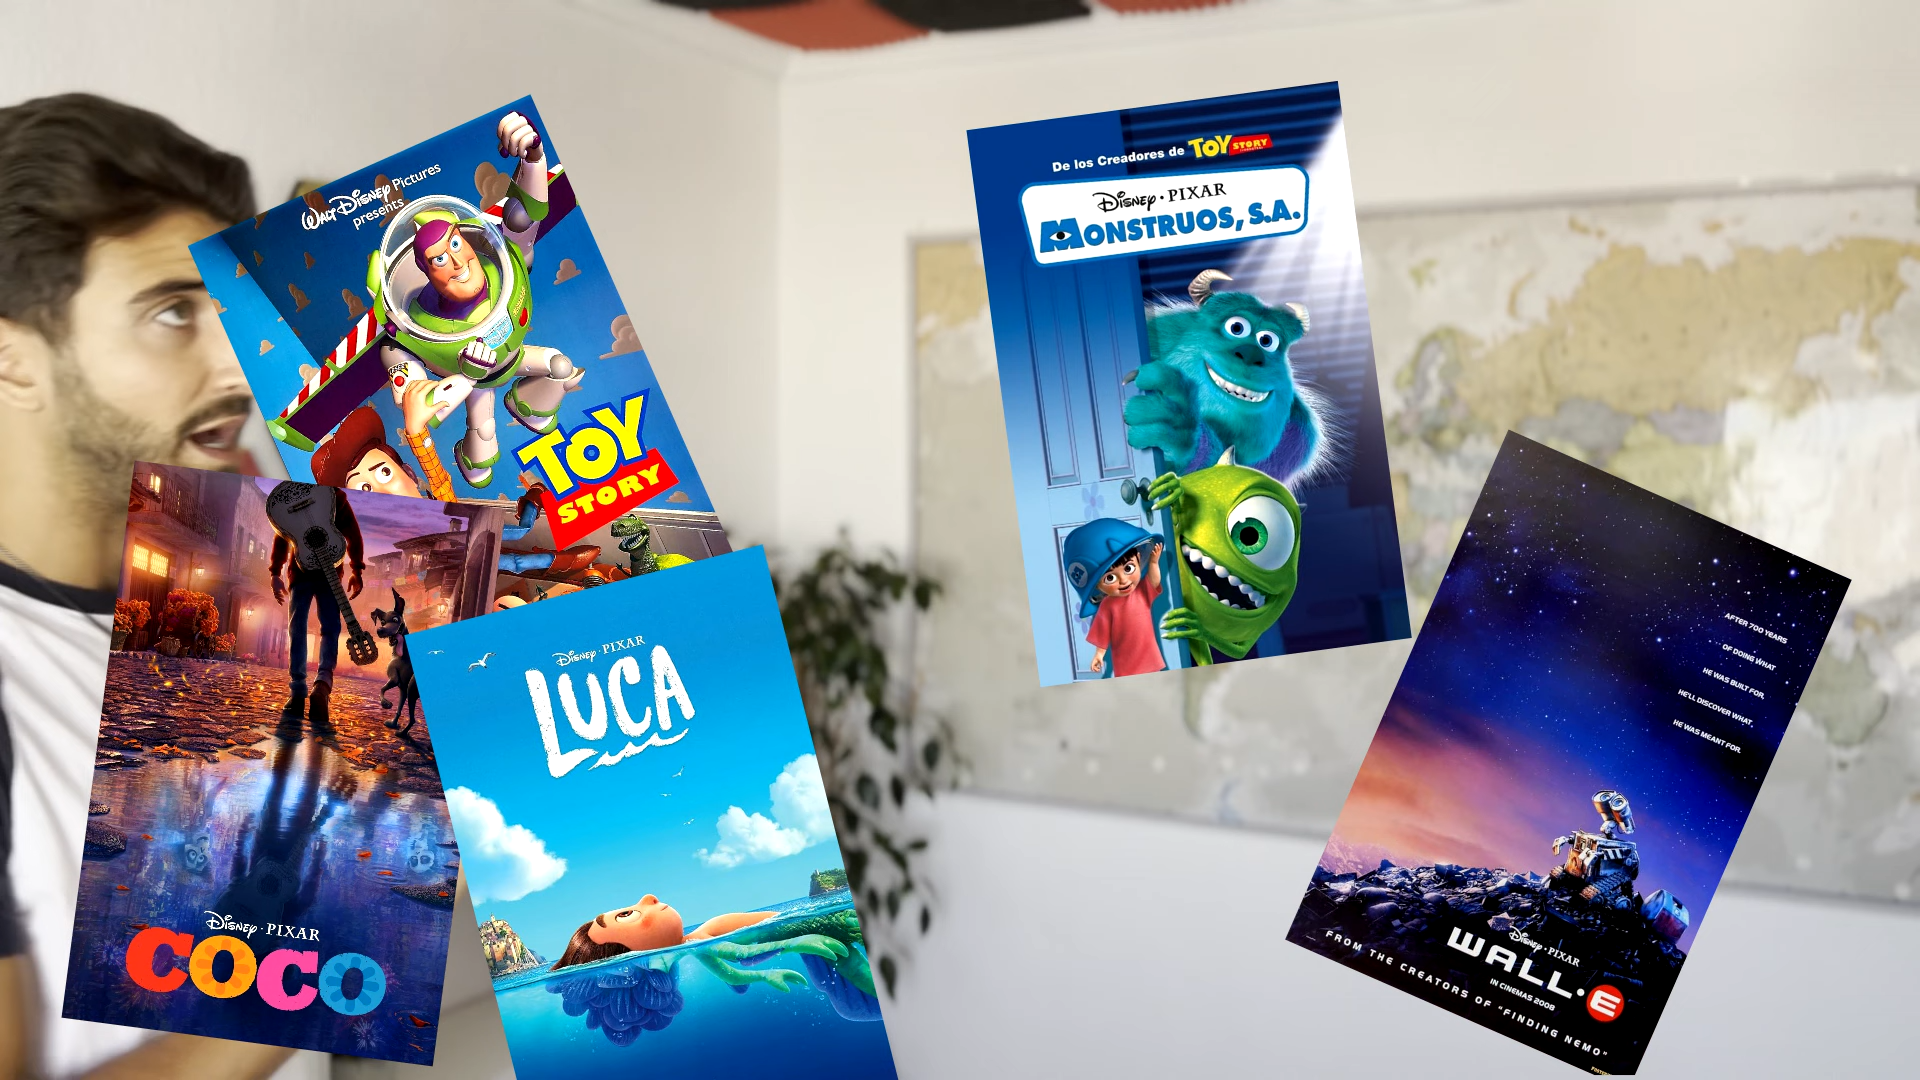 WALT DISNEY Pictures
presents
TOY
STORY
DISNEY · PIXAR
COCO
DISNEY · PIXAR
LUCA
De los Creadores de TOY STORY
DISNEY · PIXAR
MONSTRUOS, S.A.
AFTER 700 YEARS
OF DOING WHAT
HE WAS BUILT FOR,
HE'LL DISCOVER WHAT,
HE WAS MEANT FOR.
DISNEY · PIXAR
WALL·E
IN CINEMAS 2008
FROM THE CREATORS OF "FINDING NEMO"